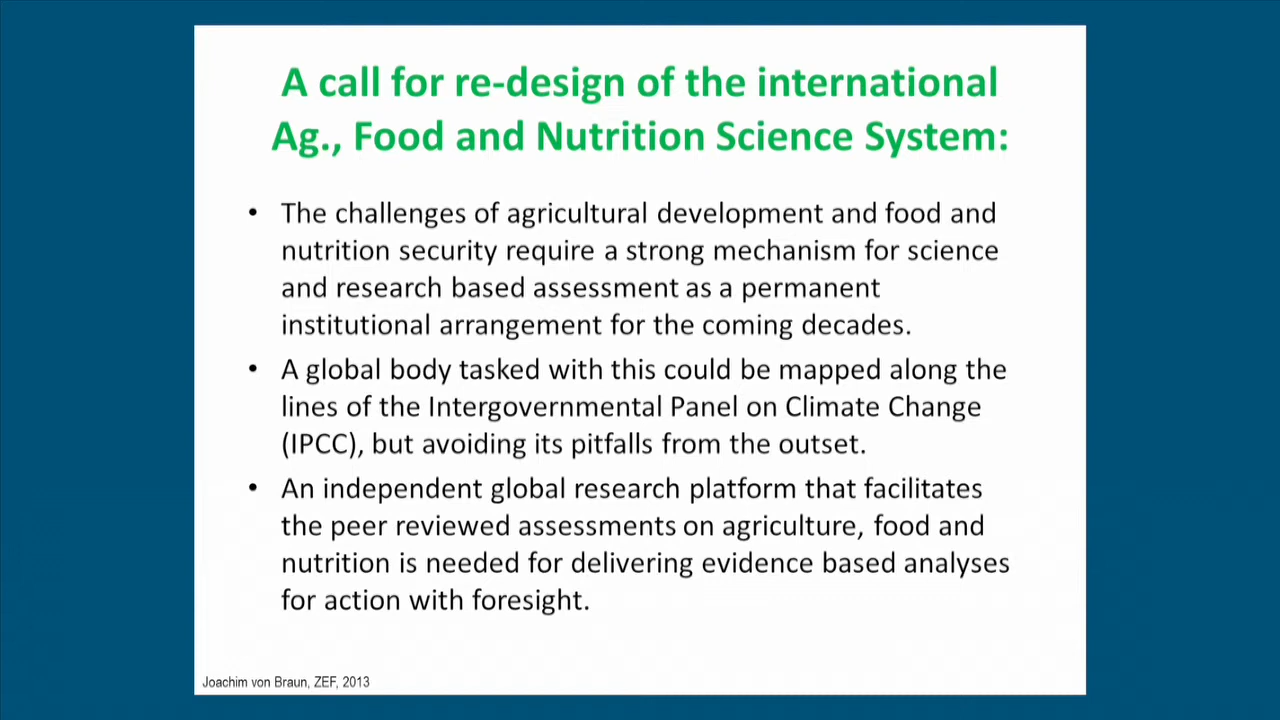 A call for re-design of the international
Ag., Food and Nutrition Science System:
• The challenges of agricultural development and food and
nutrition security require a strong mechanism for science
and research based assessment as a permanent
institutional arrangement for the coming decades.
• A global body tasked with this could be mapped along the
lines of the Intergovernmental Panel on Climate Change
(IPCC), but avoiding its pitfalls from the outset.
• An independent global research platform that facilitates
the peer reviewed assessments on agriculture, food and
nutrition is needed for delivering evidence based analyses
for action with foresight.
Joachim von Braun, ZEF, 2013